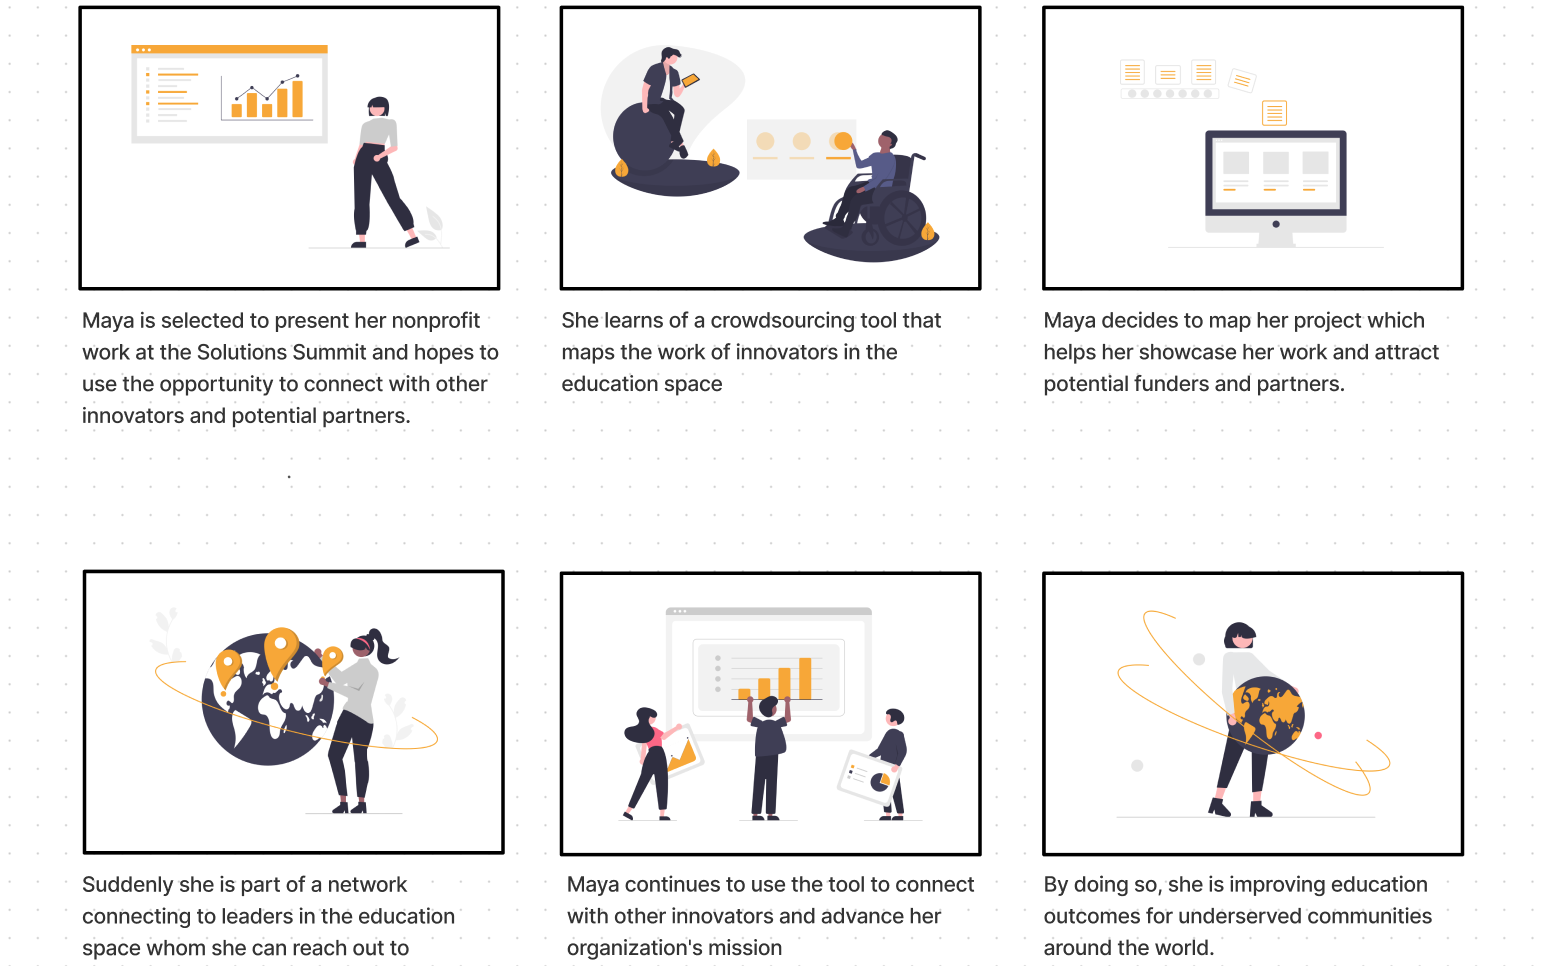 Maya is selected to present her nonprofit
work at the Solutions Summit and hopes to
use the opportunity to connect with other
innovators and potential partners.
She learns of a crowdsourcing tool that
maps the work of innovators in the
education space
Maya decides to map her project which
helps her showcase her work and attract
potential funders and partners.
.
Suddenly she is part of a network
connecting to leaders in the education
space whom she can reach out to
Maya continues to use the tool to connect
with other innovators and advance her
organization's mission
By doing so, she is improving education
outcomes for underserved communities
around the world.